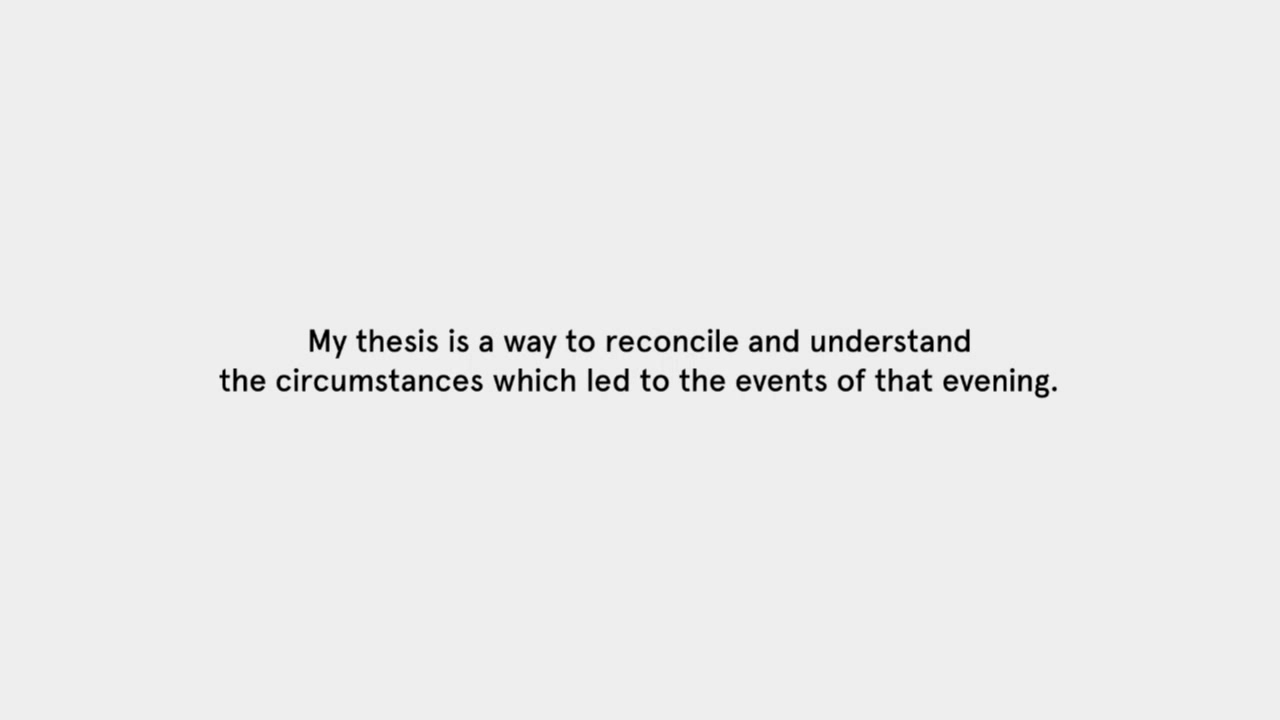 My thesis is a way to reconcile and understand
the circumstances which led to the events of that evening.